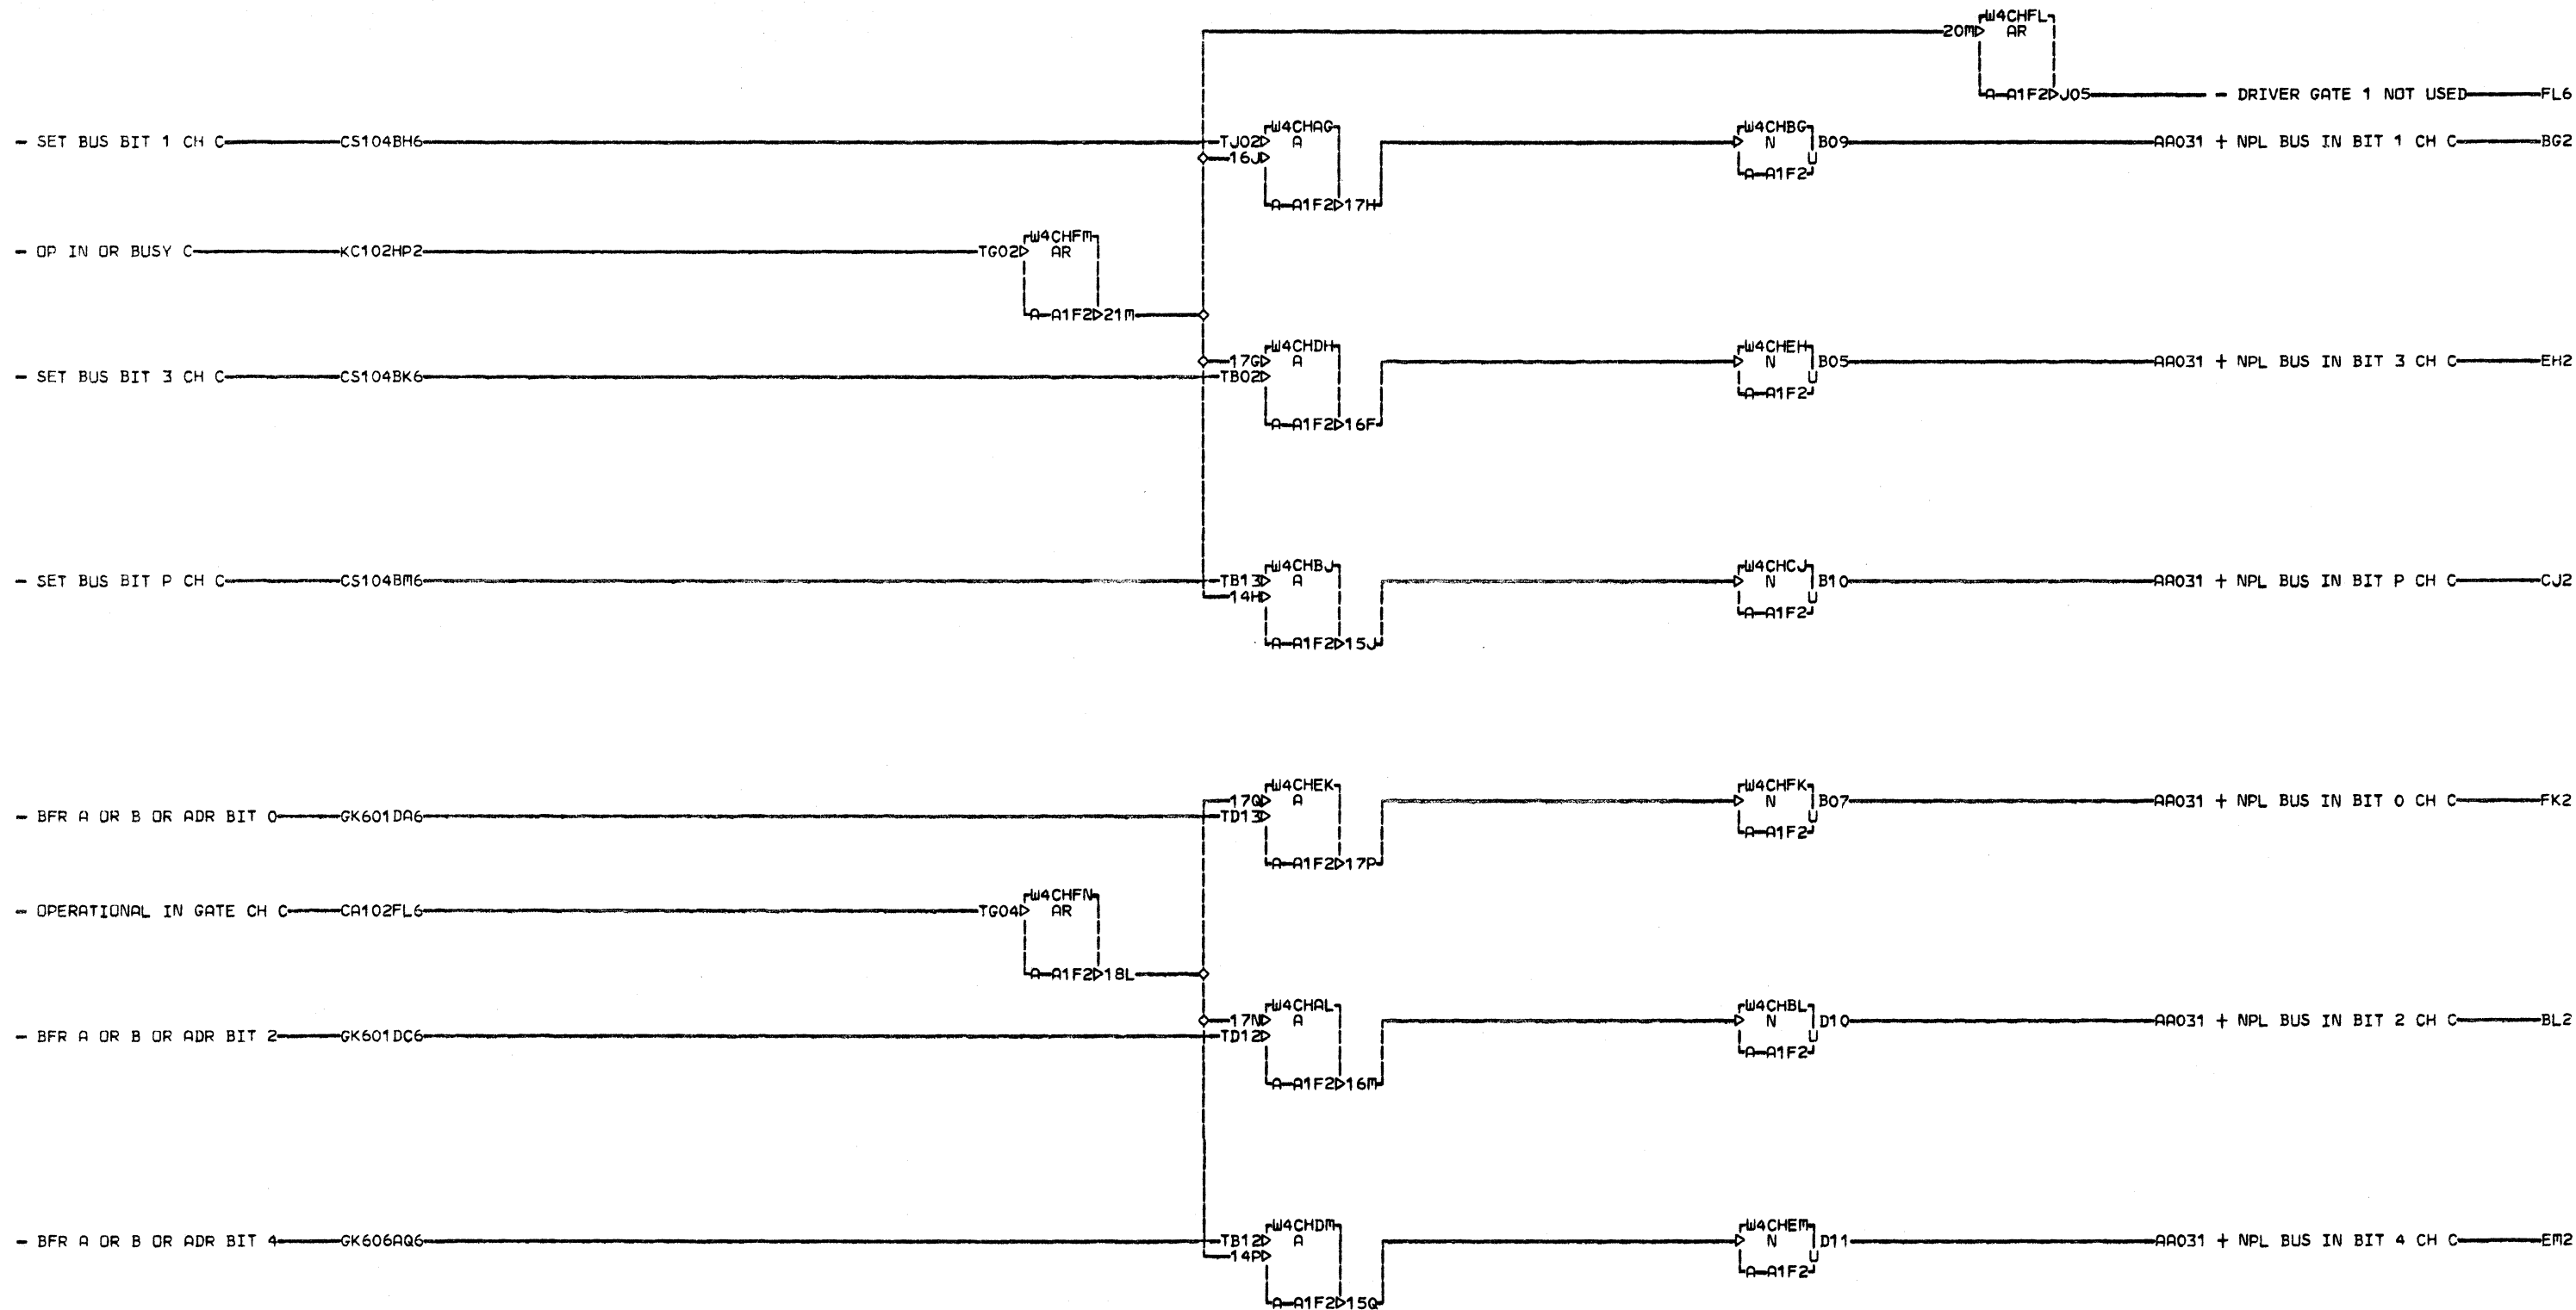 W4CHFL
20M AR
A A1F2 J05 - DRIVER GATE 1 NOT USED FL6
- SET BUS BIT 1 CH C CS104BH6 TJ02 W4CHAG A W4CHBG N B09 AA031 + NPL BUS IN BIT 1 CH C BG2
16J U
A A1F2
A A1F2 17H
- OP IN OR BUSY C KC102HP2 TG02 W4CHFM AR
A A1F2 21M
17G W4CHDH A W4CHEH N B05 AA031 + NPL BUS IN BIT 3 CH C EH2
- SET BUS BIT 3 CH C CS104BK6 TB02 U
A A1F2
A A1F2 16F
- SET BUS BIT P CH C CS104BM6 TB13 W4CHBJ A W4CHCJ N B10 AA031 + NPL BUS IN BIT P CH C CJ2
14H U
A A1F2
A A1F2 15J
17Q W4CHEK A W4CHFK N B07 AA031 + NPL BUS IN BIT 0 CH C FK2
- BFR A OR B OR ADR BIT 0 GK601DA6 TD13 U
A A1F2
A A1F2 17P
- OPERATIONAL IN GATE CH C CA102FL6 TG04 W4CHFN AR
A A1F2 18L
17N W4CHAL A W4CHBL N D10 AA031 + NPL BUS IN BIT 2 CH C BL2
- BFR A OR B OR ADR BIT 2 GK601DC6 TD12 U
A A1F2
A A1F2 16M
- BFR A OR B OR ADR BIT 4 GK606AQ6 TB12 W4CHDM A W4CHEM N D11 AA031 + NPL BUS IN BIT 4 CH C EM2
14P U
A A1F2
A A1F2 15Q